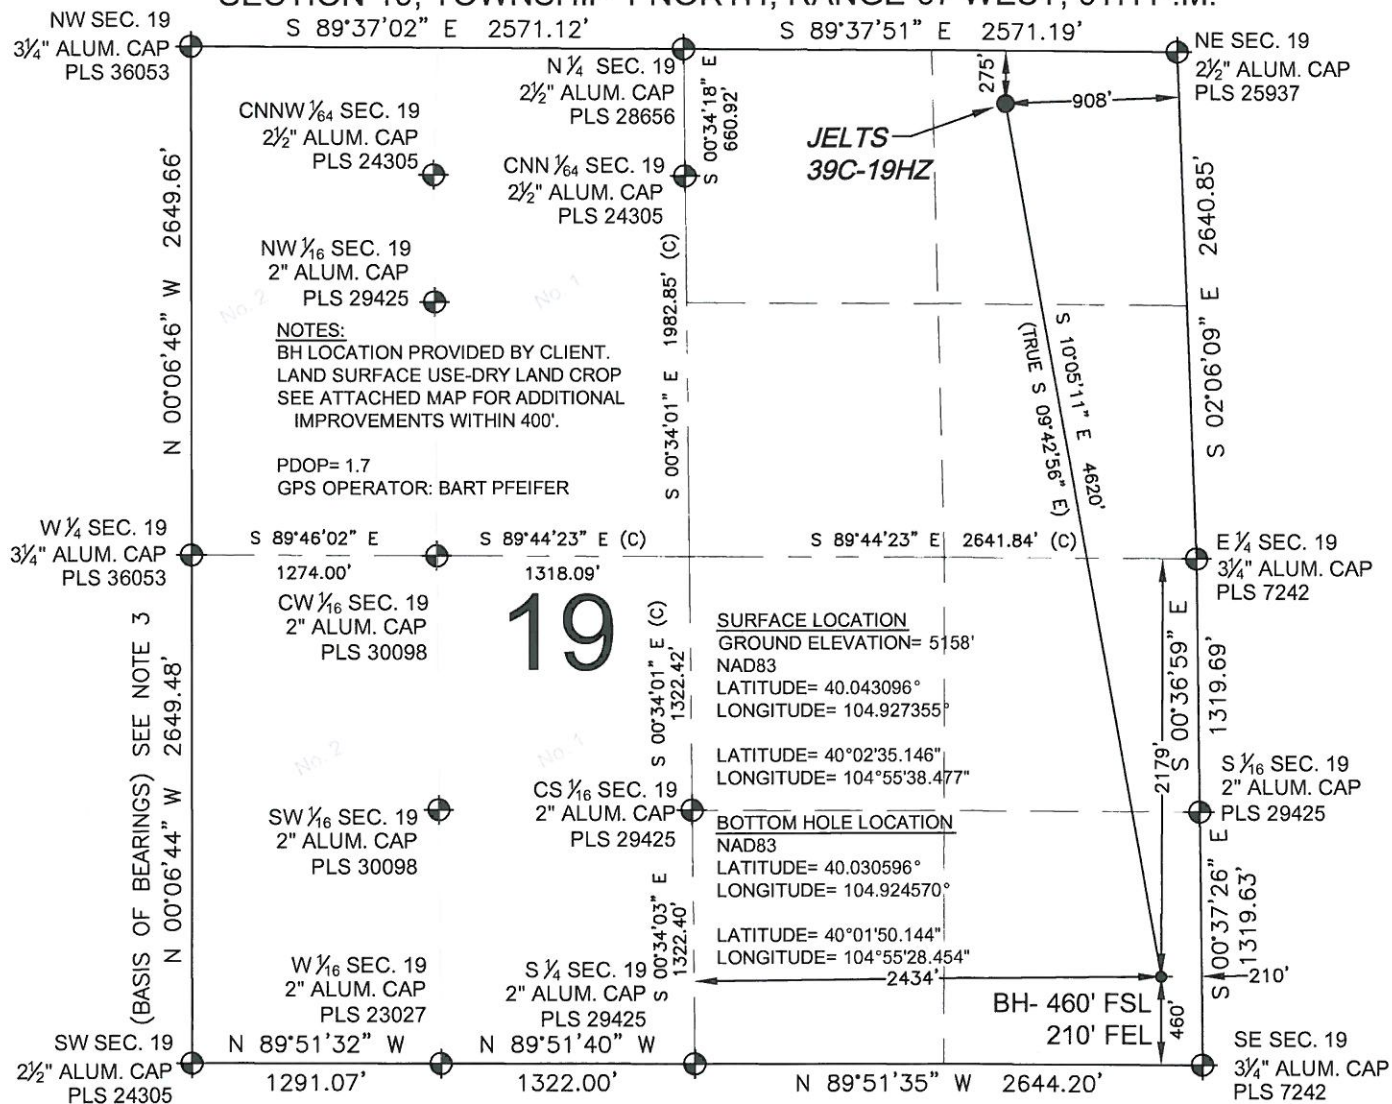 S 89°37'02" E 2571.12'
S 89°37'51" E 2571.19'
NW SEC. 19
3¼" ALUM. CAP
PLS 36053
N ¼ SEC. 19
2½" ALUM. CAP
PLS 28656
NE SEC. 19
2½" ALUM. CAP
PLS 25937
S 00°34'18" E
660.92'
275'
908'
JELTS
39C-19HZ
CNNW 1/64 SEC. 19
2½" ALUM. CAP
PLS 24305
CNN 1/64 SEC. 19
2½" ALUM. CAP
PLS 24305
N 00°06'46" W 2649.66'
S 02°06'09" E 2640.85'
NW 1/16 SEC. 19
2" ALUM. CAP
PLS 29425
No. 2
No. 1
S 00°34'01" E 1982.85' (C)
S 10°05'11" E 4620'
(TRUE S 09°42'56" E)
NOTES:
BH LOCATION PROVIDED BY CLIENT.
LAND SURFACE USE-DRY LAND CROP
SEE ATTACHED MAP FOR ADDITIONAL
IMPROVEMENTS WITHIN 400'.
PDOP= 1.7
GPS OPERATOR: BART PFEIFER
W ¼ SEC. 19
3¼" ALUM. CAP
PLS 36053
S 89°46'02" E
1274.00'
S 89°44'23" E (C)
1318.09'
S 89°44'23" E 2641.84' (C)
E ¼ SEC. 19
3¼" ALUM. CAP
PLS 7242
CW 1/16 SEC. 19
2" ALUM. CAP
PLS 30098
19
S 00°34'01" E (C)
1322.42'
SURFACE LOCATION
GROUND ELEVATION= 5158'
NAD83
LATITUDE= 40.043096°
LONGITUDE= 104.927355°
LATITUDE= 40°02'35.146"
LONGITUDE= 104°55'38.477"
2179'
S 00°36'59" E
1319.69'
(BASIS OF BEARINGS) SEE NOTE 3
N 00°06'44" W 2649.48'
No. 2
No. 1
SW 1/16 SEC. 19
2" ALUM. CAP
PLS 30098
CS 1/16 SEC. 19
2" ALUM. CAP
PLS 29425
S 1/16 SEC. 19
2" ALUM. CAP
PLS 29425
BOTTOM HOLE LOCATION
NAD83
LATITUDE= 40.030596°
LONGITUDE= 104.924570°
LATITUDE= 40°01'50.144"
LONGITUDE= 104°55'28.454"
S 00°34'03" E
1322.40'
S 00°37'26" E
1319.63'
2434'
210'
BH- 460' FSL
210' FEL
460'
W 1/16 SEC. 19
2" ALUM. CAP
PLS 23027
S ¼ SEC. 19
2" ALUM. CAP
PLS 29425
SW SEC. 19
2½" ALUM. CAP
PLS 24305
N 89°51'32" W
1291.07'
N 89°51'40" W
1322.00'
N 89°51'35" W 2644.20'
SE SEC. 19
3¼" ALUM. CAP
PLS 7242